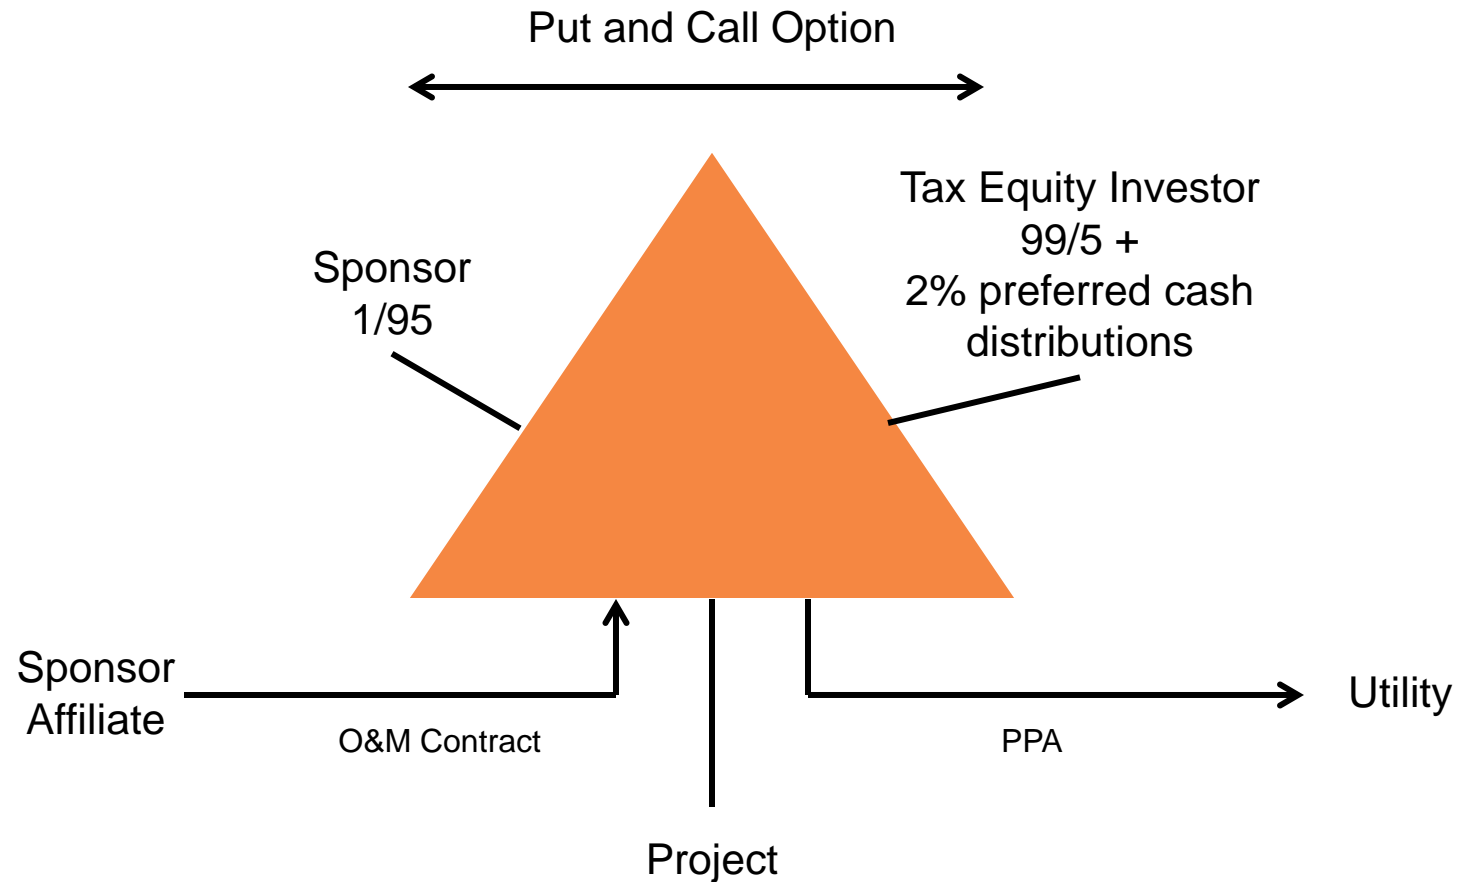 Put and Call Option
Tax Equity Investor
99/5 +
2% preferred cash
distributions
Sponsor
1/95
Sponsor
Affiliate
O&M Contract
PPA
Utility
Project